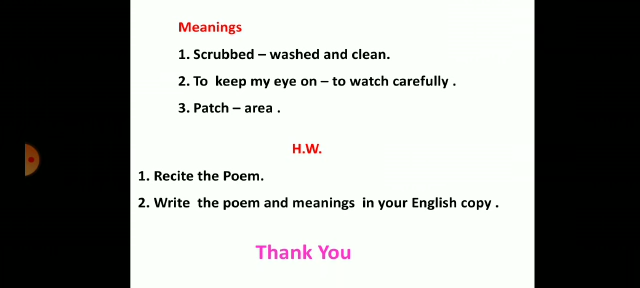 Meanings
1. Scrubbed – washed and clean.
2. To keep my eye on – to watch carefully .
3. Patch – area .
H.W.
1. Recite the Poem.
2. Write the poem and meanings in your English copy .
Thank You